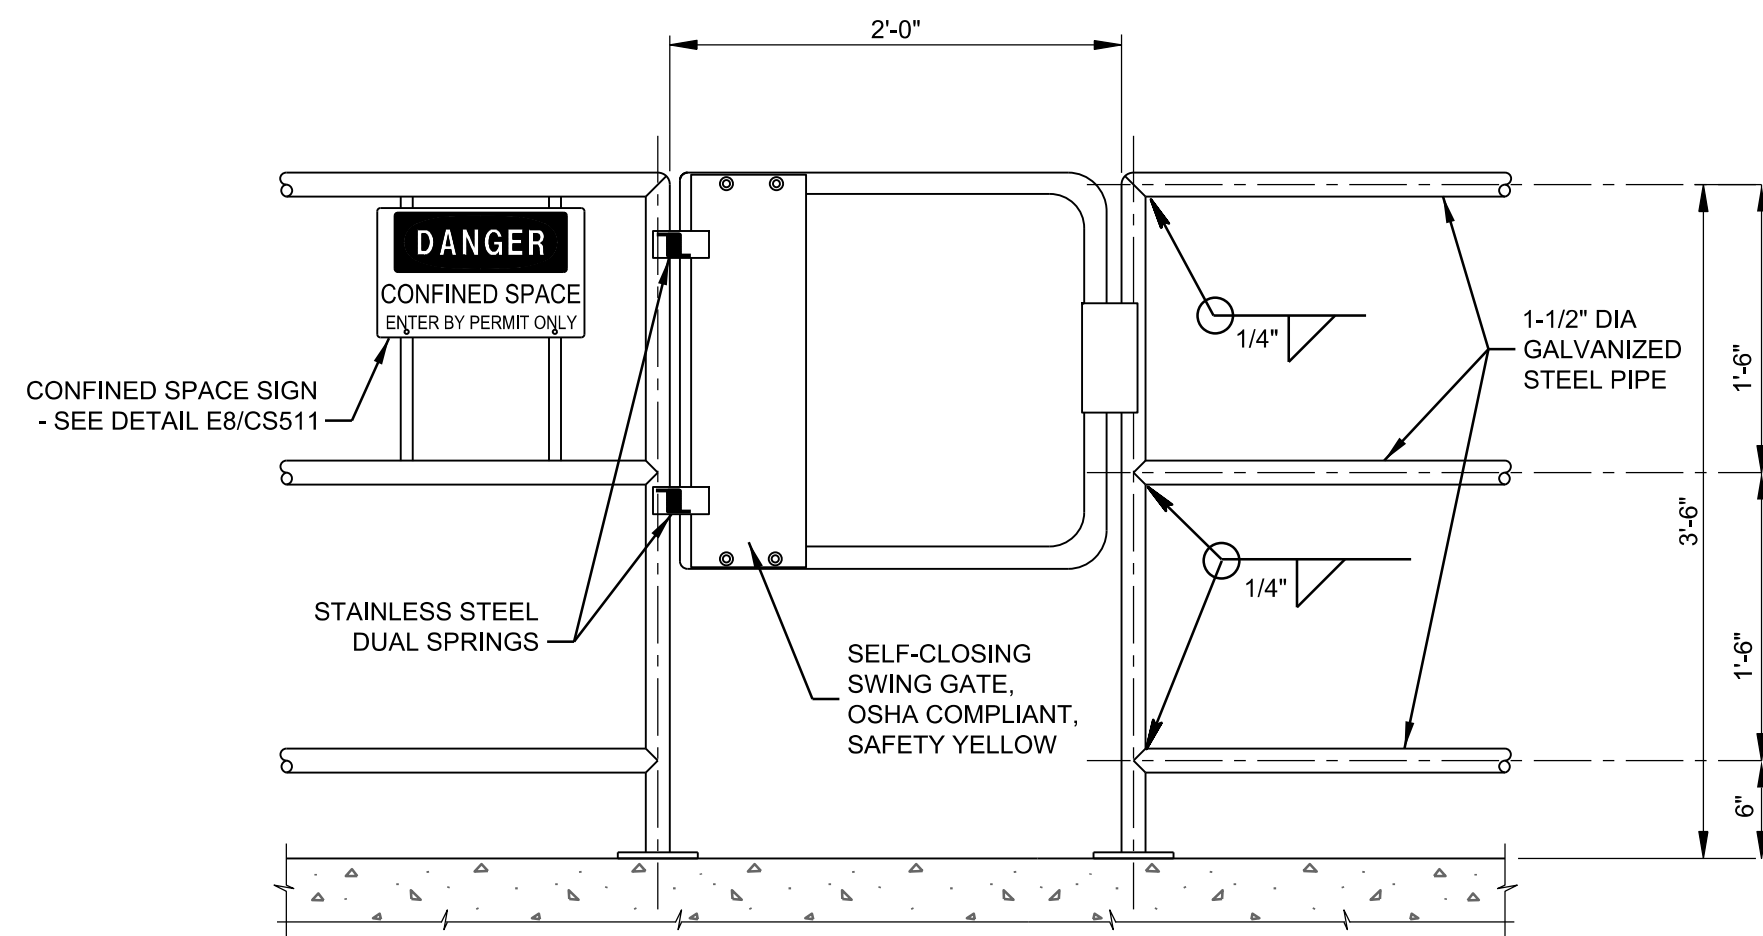 2'-0"
DANGER
CONFINED SPACE
ENTER BY PERMIT ONLY
CONFINED SPACE SIGN
- SEE DETAIL E8/CS511
STAINLESS STEEL
DUAL SPRINGS
SELF-CLOSING
SWING GATE,
OSHA COMPLIANT,
SAFETY YELLOW
1/4"
1/4"
1-1/2" DIA
GALVANIZED
STEEL PIPE
3'-6"
1'-6"
1'-6"
6"